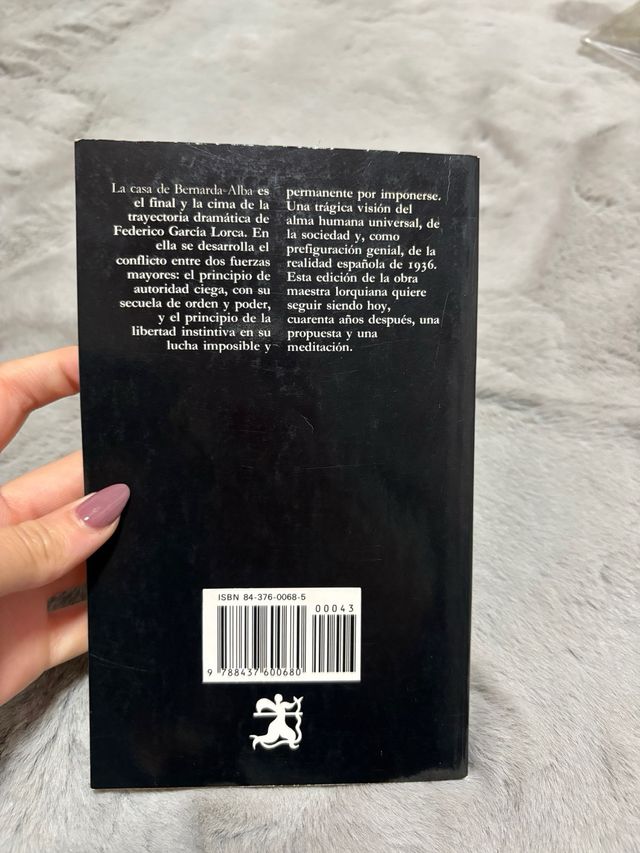 La casa de Bernarda Alba es
el final y la cima de la
trayectoria dramática de
Federico García Lorca. En
ella se desarrolla el
conflicto entre dos fuerzas
mayores: el principio de
autoridad ciega, con su
secuela de orden y poder,
y el principio de la
libertad instintiva en su
lucha imposible y
permanente por imponerse.
Una trágica visión del
alma humana universal, de
la sociedad y, como
prefiguración genial, de la
realidad española de 1936.
Esta edición de la obra
maestra lorquiana quiere
seguir siendo hoy,
cuarenta años después, una
propuesta y una
meditación.
ISBN 84-376-0068-5
00043
9 788437 600680